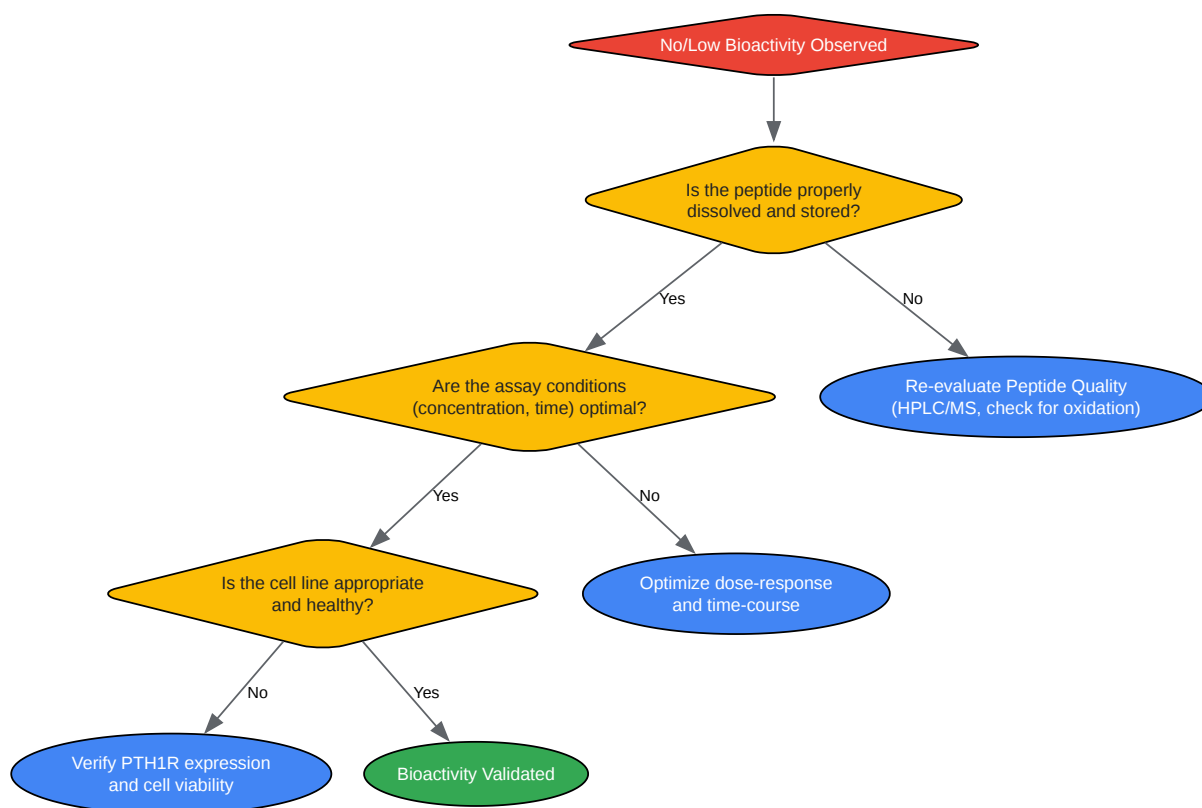 No/Low Bioactivity Observed
Is the peptide properly
dissolved and stored?
Yes
No
Are the assay conditions
(concentration, time) optimal?
Re-evaluate Peptide Quality
(HPLC/MS, check for oxidation)
Yes
No
Is the cell line appropriate
and healthy?
Optimize dose-response
and time-course
No
Yes
Verify PTH1R expression
and cell viability
Bioactivity Validated